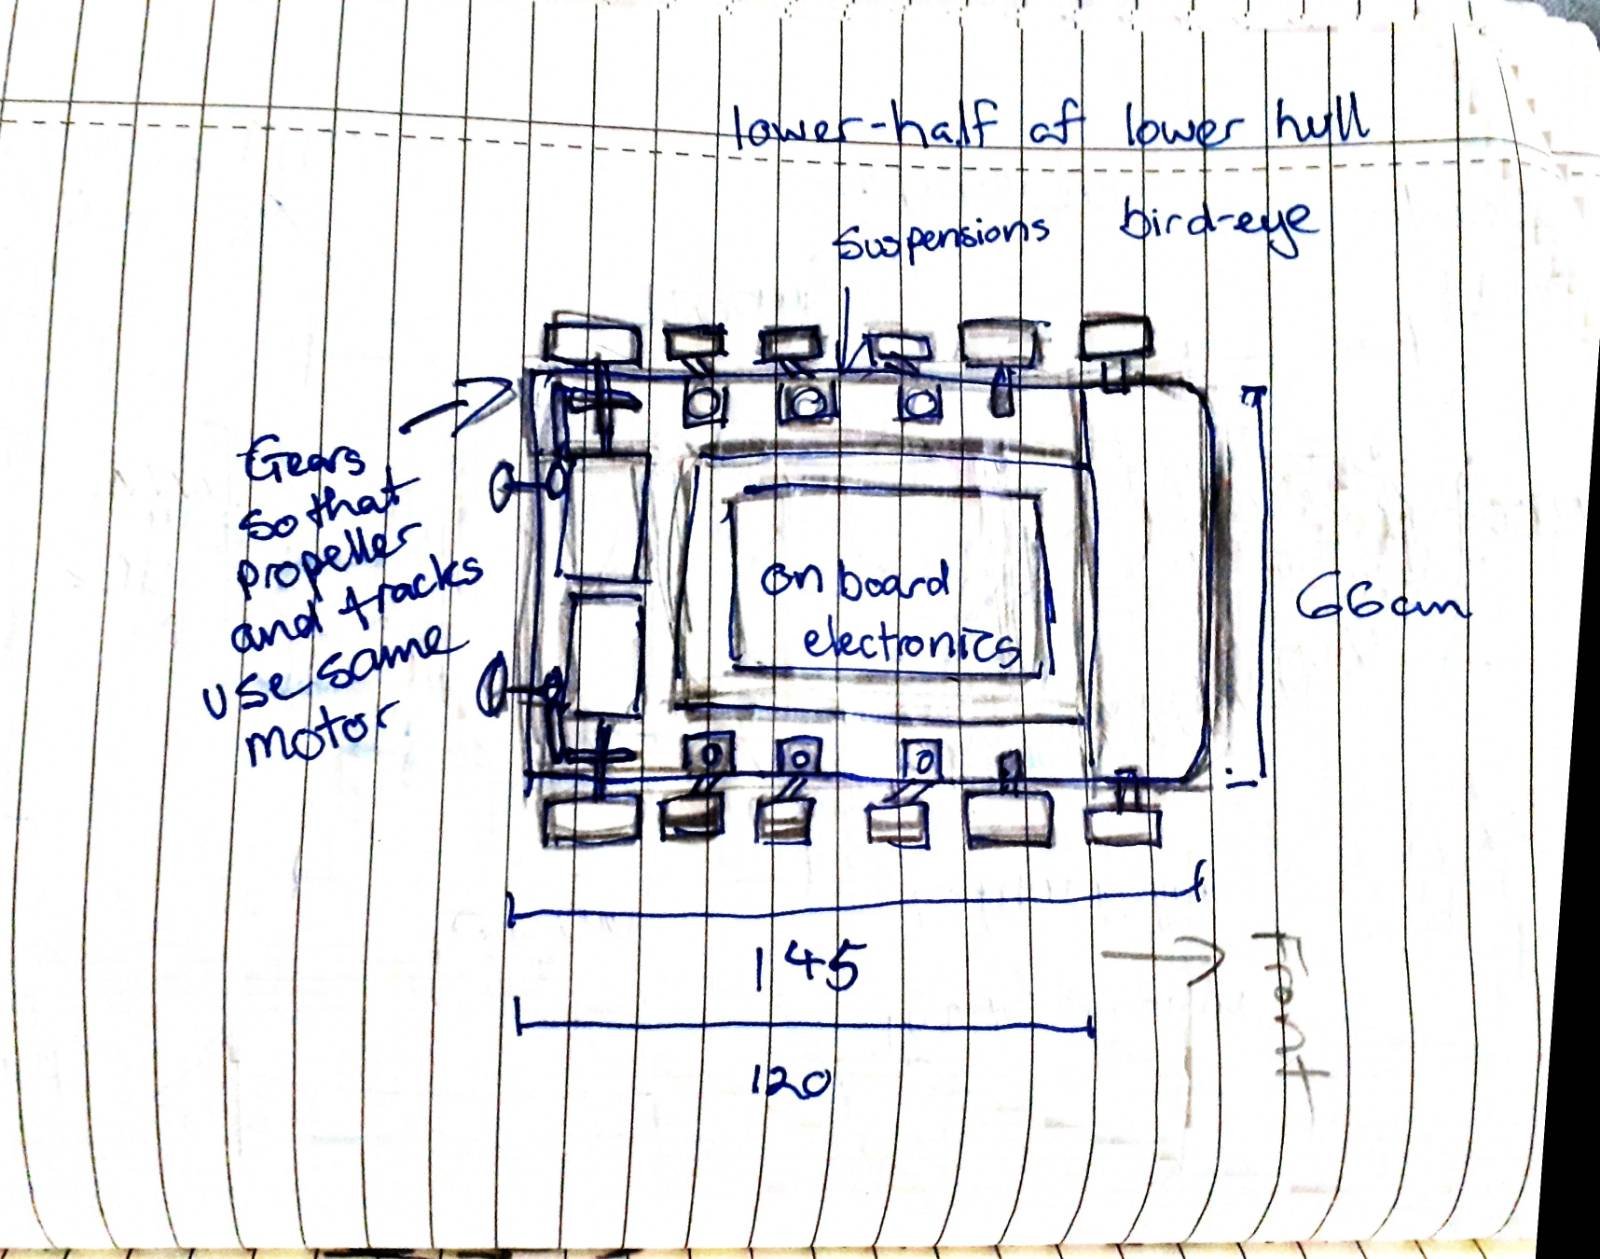 lower-half of lower hull
bird-eye
Suspensions
Gears
so that
propeller
and tracks
use same
motor
on board
electronics
66cm
145
120
Front